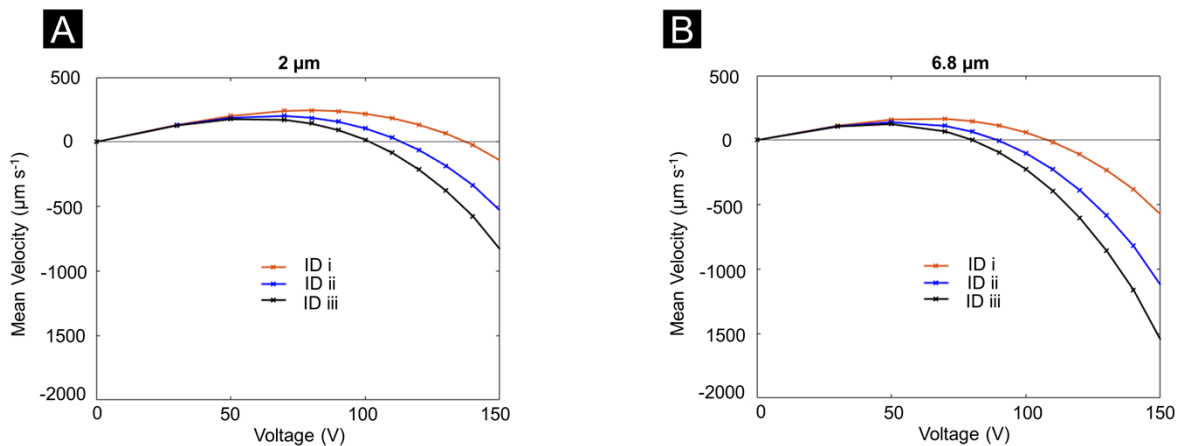 A
2 µm
Mean Velocity (µm s⁻¹)
500
0
-500
-1000
1500
-2000
ID i
ID ii
ID iii
0
50
100
150
Voltage (V)
B
6.8 µm
Mean Velocity (µm s⁻¹)
500
0
-500
-1000
1500
-2000
ID i
ID ii
ID iii
0
50
100
150
Voltage (V)